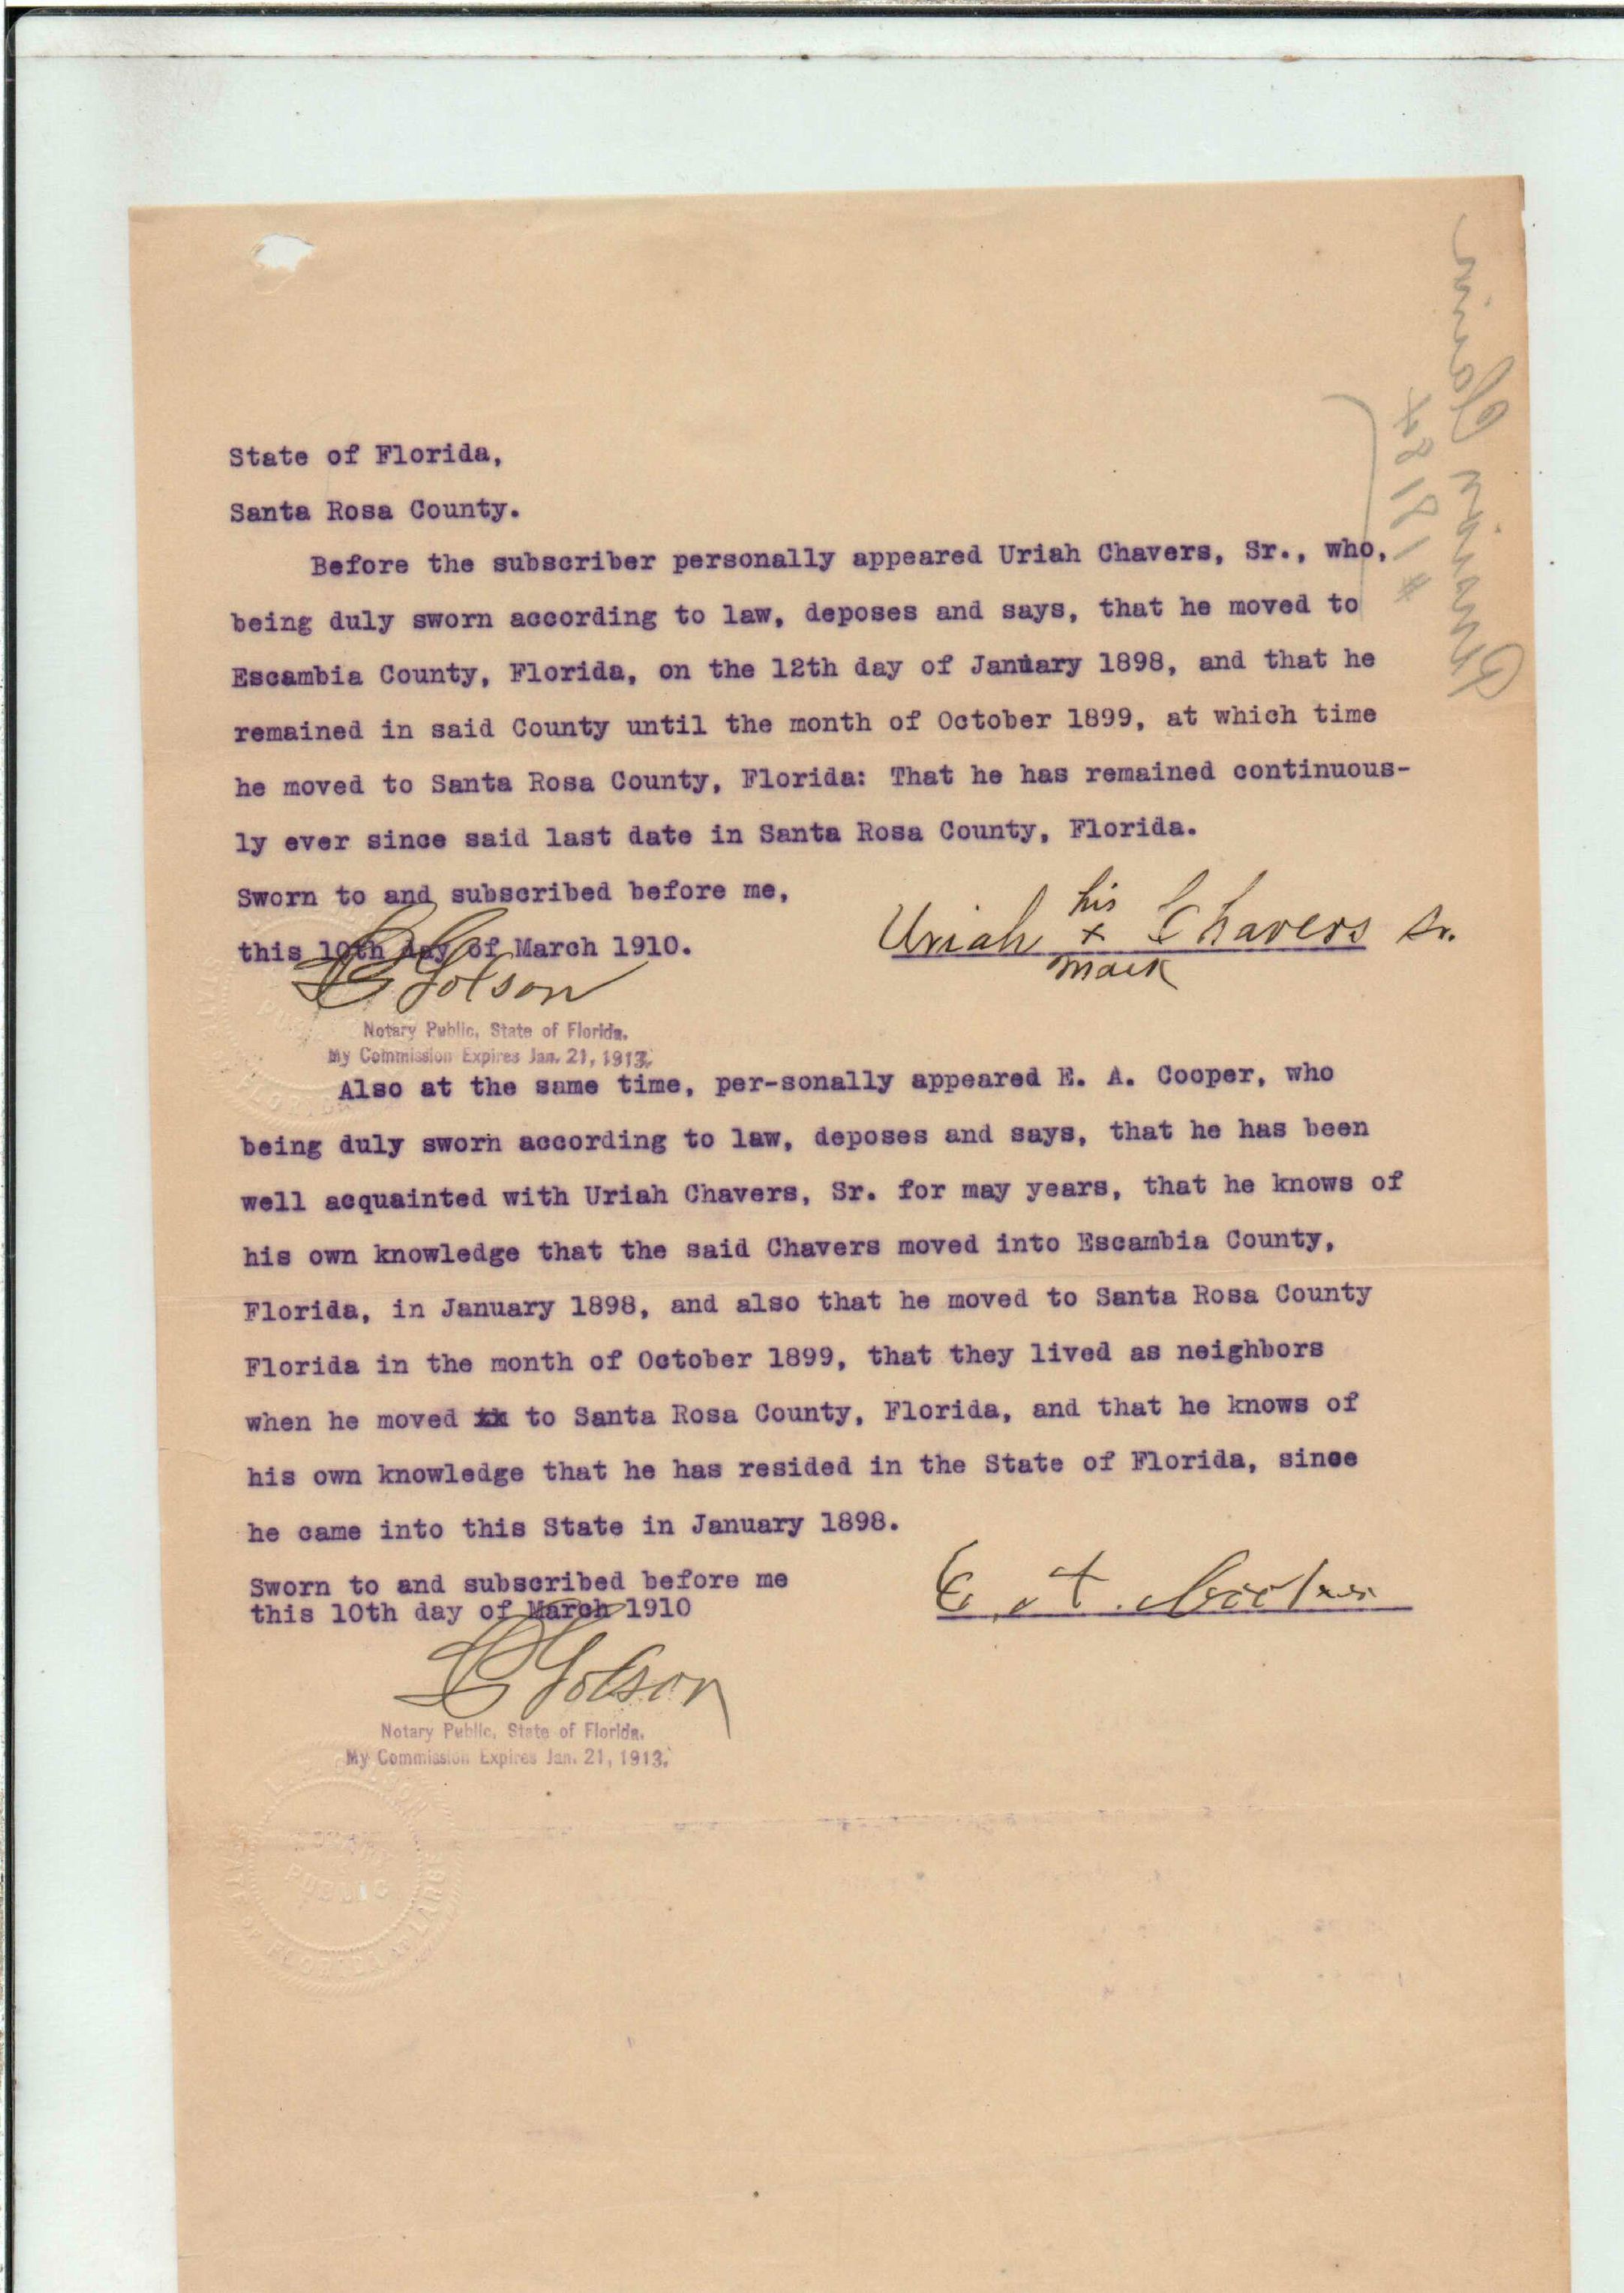 State of Florida,
Santa Rosa County.
Before the subscriber personally appeared Uriah Chavers, Sr., who,
being duly sworn according to law, deposes and says, that he moved to
Escambia County, Florida, on the 12th day of January 1898, and that he
remained in said County until the month of October 1899, at which time
he moved to Santa Rosa County, Florida: That he has remained continuous-
ly ever since said last date in Santa Rosa County, Florida.
Sworn to and subscribed before me,
this 10th day of March 1910.
his
Uriah x Chavers Sr.
mark
Golson
Notary Public, State of Florida.
My Commission Expires Jan. 21, 1913.
Also at the same time, per-sonally appeared E. A. Cooper, who
being duly sworn according to law, deposes and says, that he has been
well acquainted with Uriah Chavers, Sr. for may years, that he knows of
his own knowledge that the said Chavers moved into Escambia County,
Florida, in January 1898, and also that he moved to Santa Rosa County
Florida in the month of October 1899, that they lived as neighbors
when he moved to Santa Rosa County, Florida, and that he knows of
his own knowledge that he has resided in the State of Florida, since
he came into this State in January 1898.
Sworn to and subscribed before me
this 10th day of March 1910
E. A. Cooper
Golson
Notary Public, State of Florida.
My Commission Expires Jan. 21, 1913.
NOTARY
PUBLIC
STATE OF FLORIDA AT LARGE